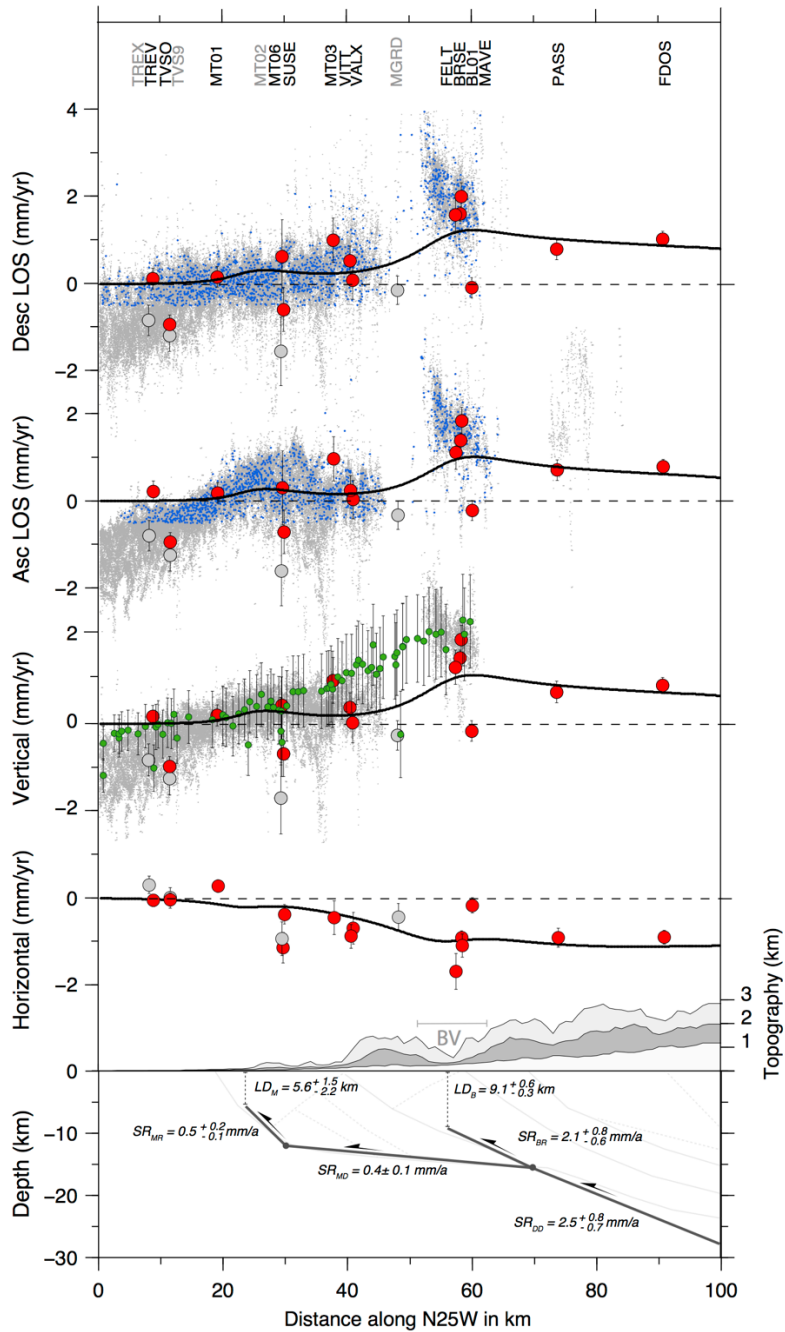 TREX
TREV
TVSO
TVS9
MT01
MT02
MT06
SUSE
MT03
VITT
VALX
MGRD
FELT
BRSE
BL01
MAVE
PASS
FDOS
Desc LOS (mm/yr)
4
2
0
-2
Asc LOS (mm/yr)
2
0
-2
Vertical (mm/yr)
2
0
-2
Horizontal (mm/yr)
0
-2
Topography (km)
3
2
1
BV
Depth (km)
0
-10
-20
-30
LD_M = 5.6 +1.5 -2.2 km
LD_B = 9.1 +0.6 -0.3 km
SR_MR = 0.5 +0.2 -0.1 mm/a
SR_BR = 2.1 +0.8 -0.6 mm/a
SR_MD = 0.4 ± 0.1 mm/a
SR_DD = 2.5 +0.8 -0.7 mm/a
0 20 40 60 80 100
Distance along N25W in km